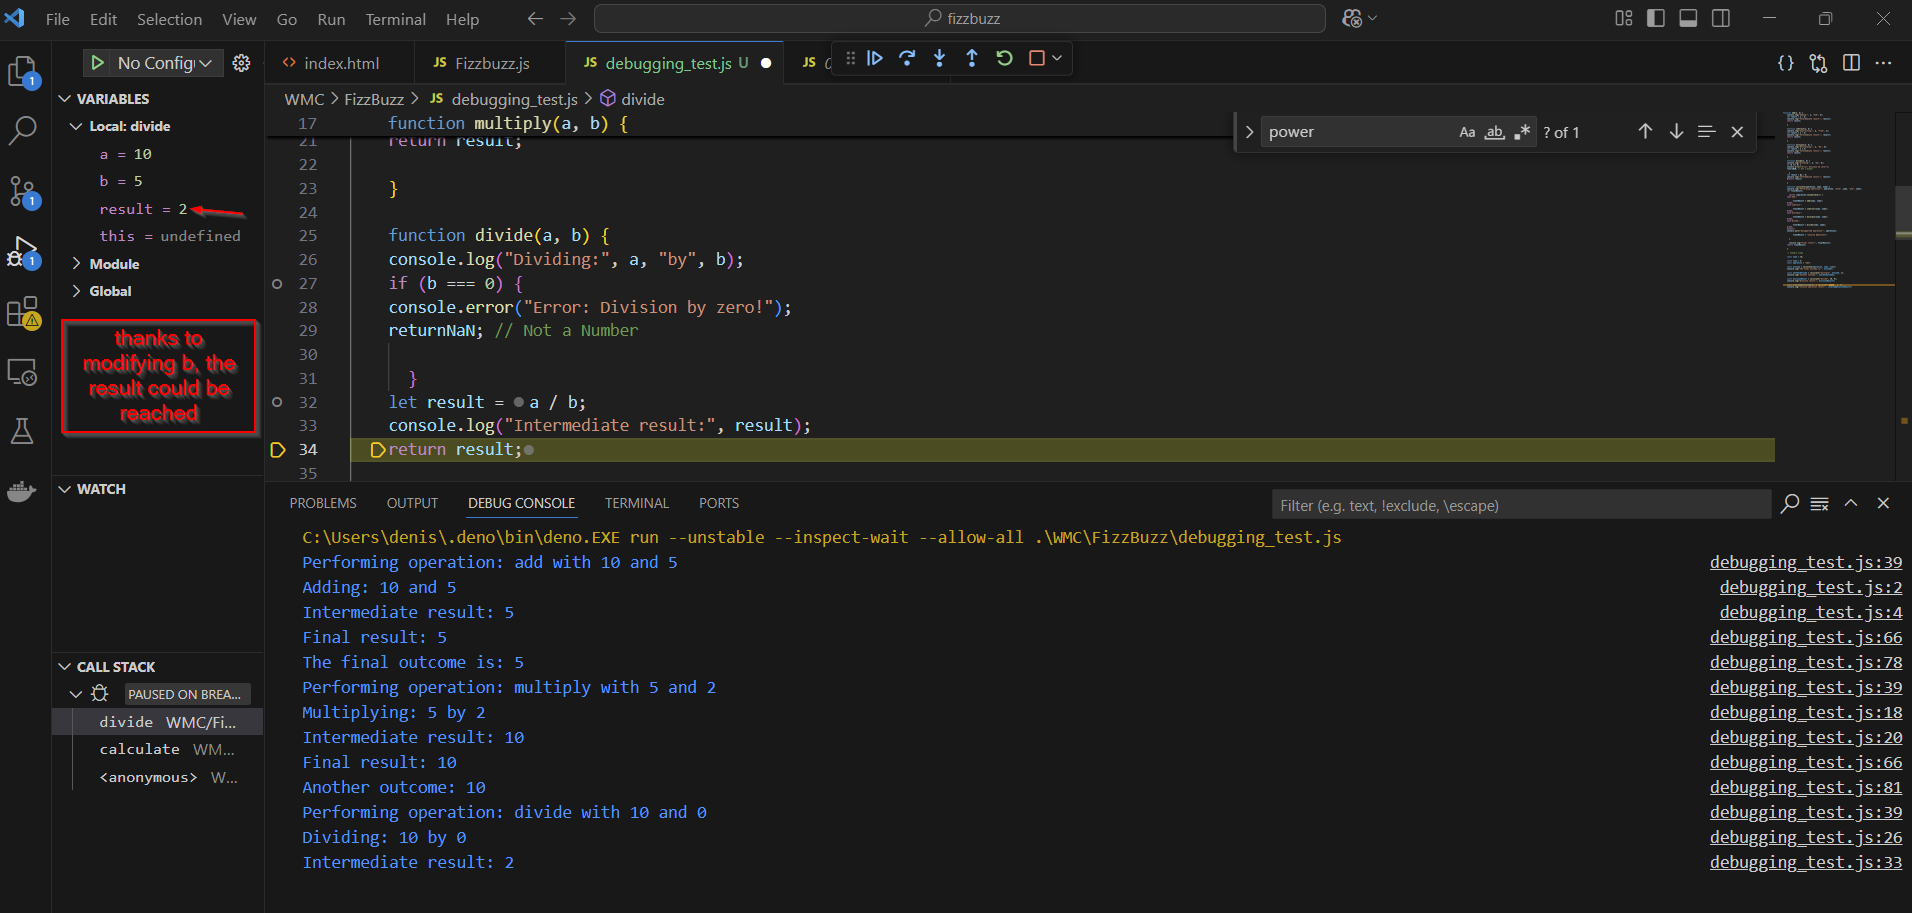 File Edit Selection View Go Run Terminal Help
fizzbuzz
No Config
index.html
JS Fizzbuzz.js
JS debugging_test.js U
JS
WMC > FizzBuzz > JS debugging_test.js > divide
VARIABLES
Local: divide
a = 10
b = 5
result = 2
this = undefined
Module
Global
thanks to
modifying b, the
result could be
reached
WATCH
CALL STACK
PAUSED ON BREA...
divide WMC/Fi...
calculate WM...
<anonymous> W...
1
1
1
power
Aa ab .* ? of 1
17 function multiply(a, b) {
21 return result;
22
23 }
24
25 function divide(a, b) {
26 console.log("Dividing:", a, "by", b);
27 if (b === 0) {
28 console.error("Error: Division by zero!");
29 returnNaN; // Not a Number
30
31 }
32 let result = a / b;
33 console.log("Intermediate result:", result);
34 return result;
35
PROBLEMS OUTPUT DEBUG CONSOLE TERMINAL PORTS
Filter (e.g. text, !exclude, \escape)
C:\Users\denis\.deno\bin\deno.EXE run --unstable --inspect-wait --allow-all .\WMC\FizzBuzz\debugging_test.js
Performing operation: add with 10 and 5 debugging_test.js:39
Adding: 10 and 5 debugging_test.js:2
Intermediate result: 5 debugging_test.js:4
Final result: 5 debugging_test.js:66
The final outcome is: 5 debugging_test.js:78
Performing operation: multiply with 5 and 2 debugging_test.js:39
Multiplying: 5 by 2 debugging_test.js:18
Intermediate result: 10 debugging_test.js:20
Final result: 10 debugging_test.js:66
Another outcome: 10 debugging_test.js:81
Performing operation: divide with 10 and 0 debugging_test.js:39
Dividing: 10 by 0 debugging_test.js:26
Intermediate result: 2 debugging_test.js:33